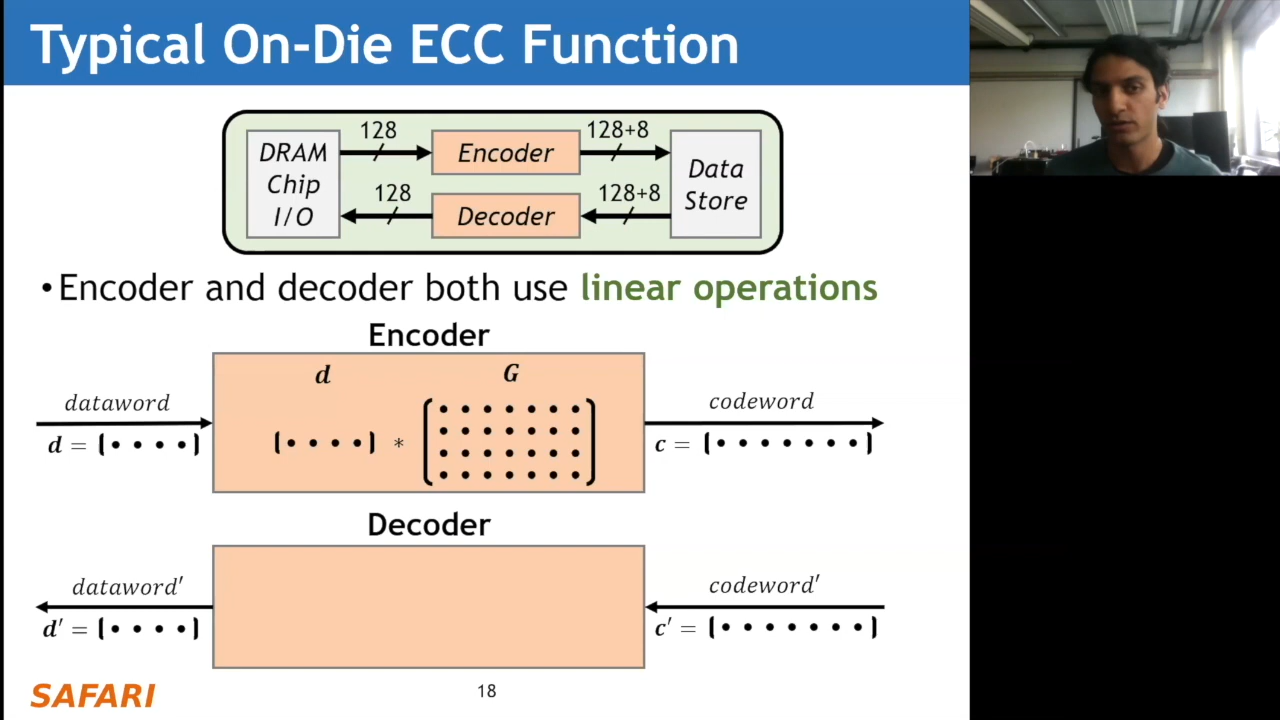 Typical On-Die ECC Function
DRAM Chip I/O
128
Encoder
128+8
Data Store
128
Decoder
128+8
•Encoder and decoder both use linear operations
Encoder
dataword
d = [• • • •]
d
G
[• • • •] *
codeword
c = [• • • • • • •]
Decoder
dataword′
d′ = [• • • •]
codeword′
c′ = [• • • • • • •]
SAFARI
18